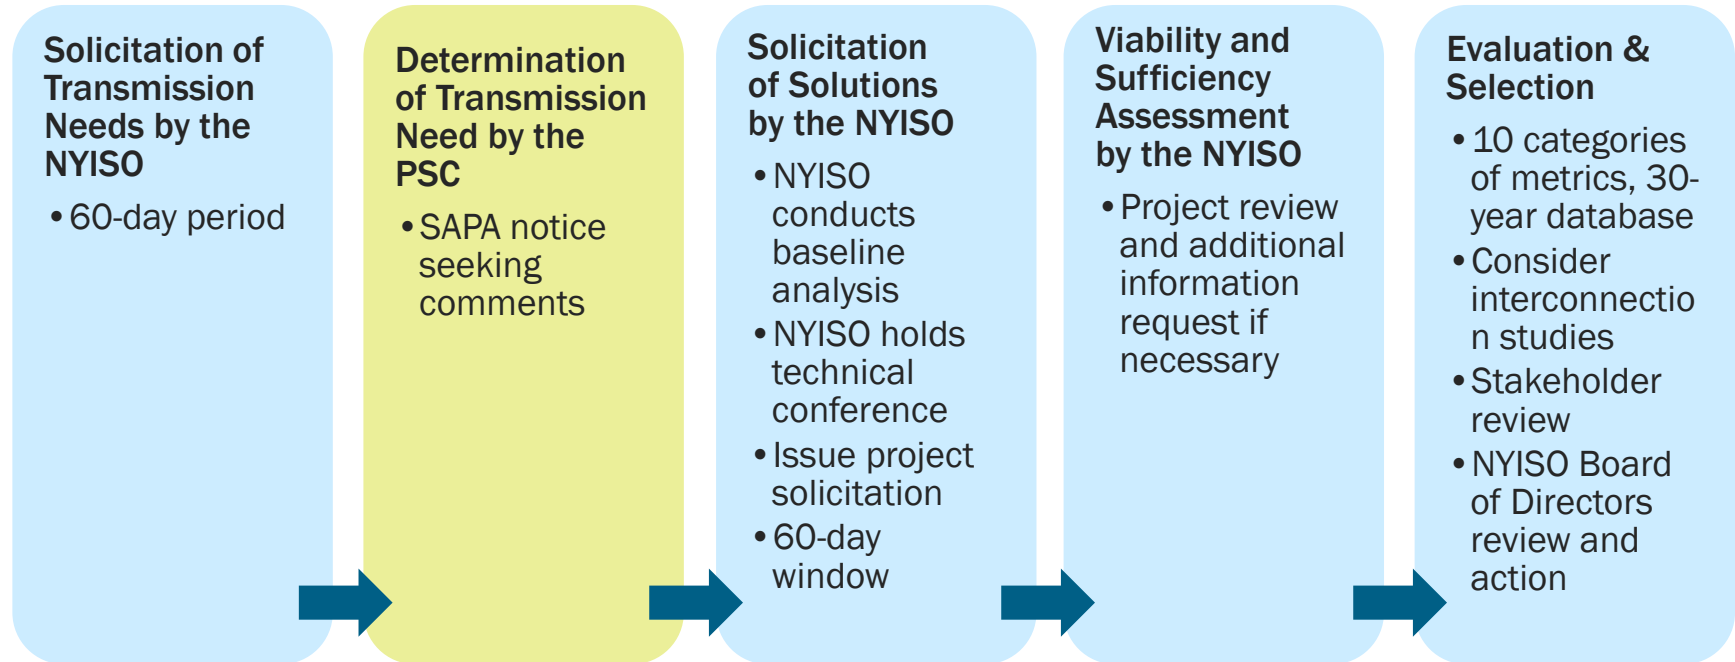 Solicitation of
Transmission
Needs by the
NYISO
•60-day period
Determination
of Transmission
Need by the
PSC
•SAPA notice
seeking
comments
Solicitation
of Solutions
by the NYISO
•NYISO
conducts
baseline
analysis
•NYISO holds
technical
conference
•Issue project
solicitation
•60-day
window
Viability and
Sufficiency
Assessment
by the NYISO
•Project review
and additional
information
request if
necessary
Evaluation &
Selection
•10 categories
of metrics, 30-
year database
•Consider
interconnectio
n studies
•Stakeholder
review
•NYISO Board
of Directors
review and
action